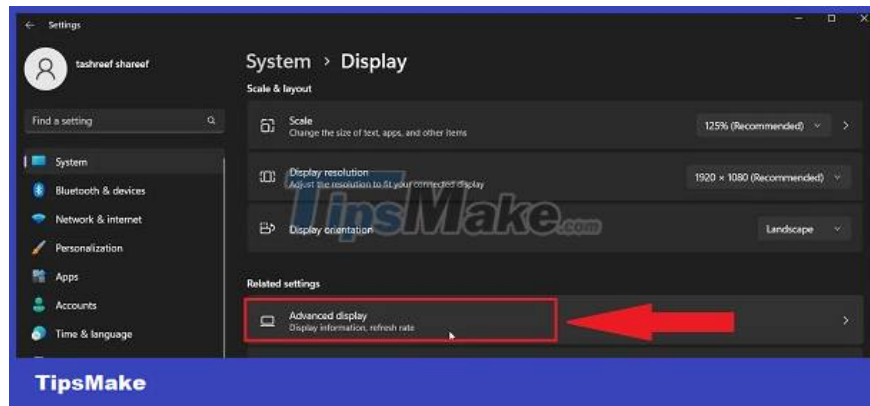 Settings
tashreef shareef
Find a setting
System
Bluetooth & devices
Network & internet
Personalization
Apps
Accounts
Time & language
System > Display
Scale & layout
Scale
Change the size of text, apps, and other items
125% (Recommended)
Display resolution
Adjust the resolution to fit your connected display
1920 × 1080 (Recommended)
Display orientation
Landscape
TipsMake.com
Related settings
Advanced display
Display information, refresh rate
TipsMake